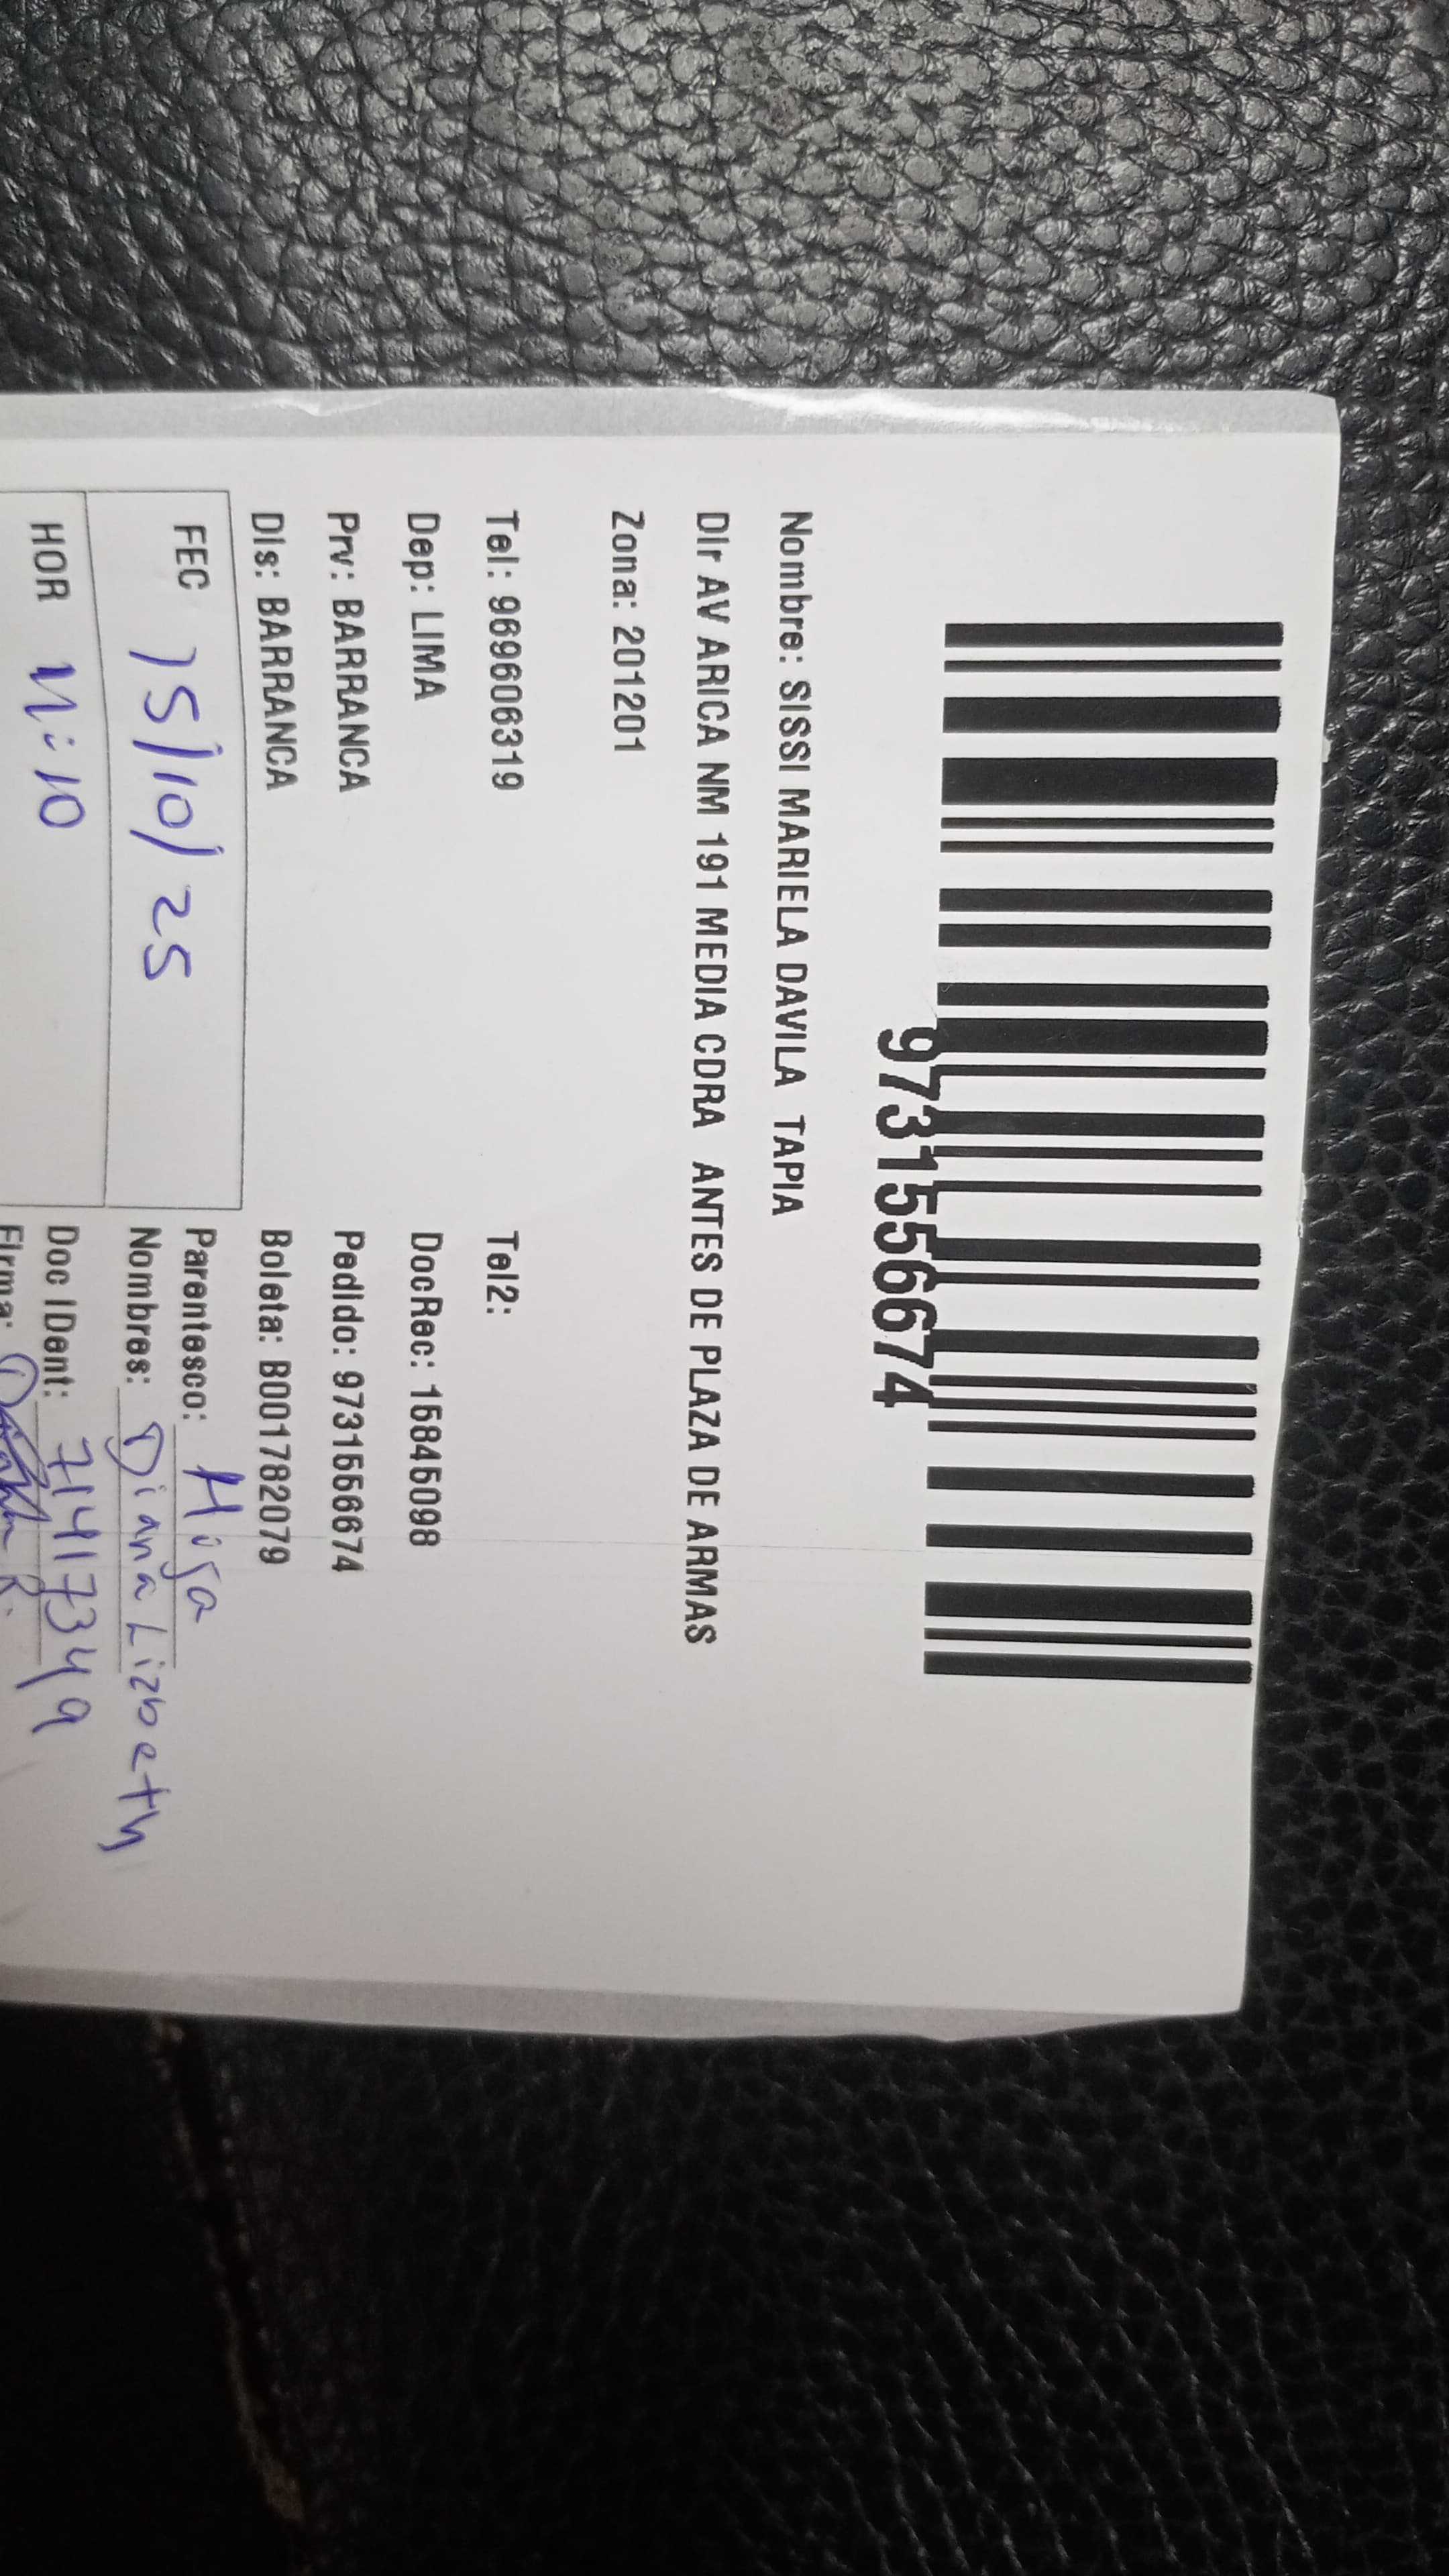 9731556674
Nombre: SISSI MARIELA DAVILA TAPIA
Dir AV ARICA NM 191 MEDIA CDRA ANTES DE PLAZA DE ARMAS
Zona: 201201
Tel: 969606319 Tel2:
Dep: LIMA DocRec: 15845098
Prv: BARRANCA Pedido: 9731556674
Dis: BARRANCA Boleta: B001782079
FEC 15/10/25 Parentesco: Hija
Nombres: Diana Lizbeth
HOR 11:10 Doc IDent: 71417349
Firma: